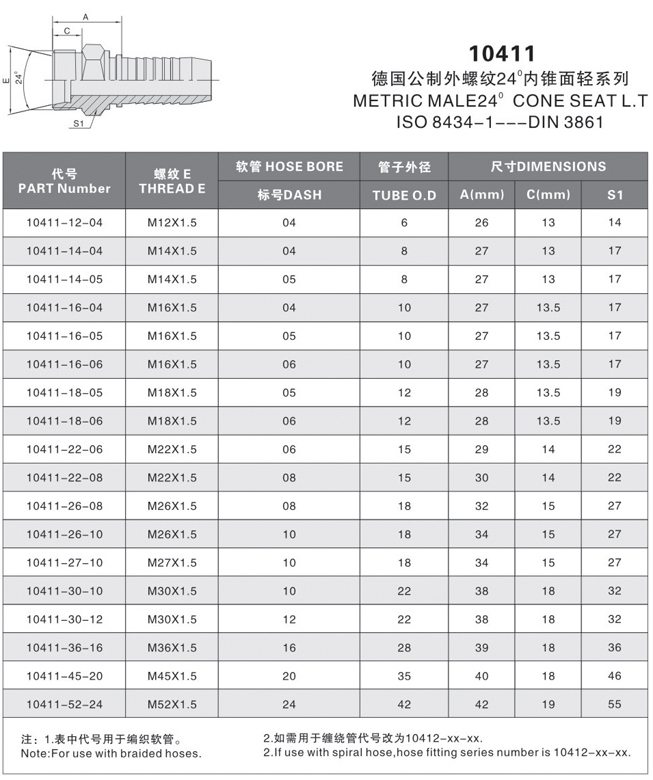 A
C
E
24°
S1
10411
德国公制外螺纹24⁰内锥面轻系列
METRIC MALE24⁰ CONE SEAT L.T
ISO 8434-1---DIN 3861
代号 螺纹 E 软管 HOSE BORE 管子外径 尺寸DIMENSIONS
PART Number THREAD E 标号DASH TUBE O.D A(mm) C(mm) S1
10411-12-04 M12X1.5 04 6 26 13 14
10411-14-04 M14X1.5 04 8 27 13 17
10411-14-05 M14X1.5 05 8 27 13 17
10411-16-04 M16X1.5 04 10 27 13.5 17
10411-16-05 M16X1.5 05 10 27 13.5 17
10411-16-06 M16X1.5 06 10 27 13.5 17
10411-18-05 M18X1.5 05 12 28 13.5 19
10411-18-06 M18X1.5 06 12 28 13.5 19
10411-22-06 M22X1.5 06 15 29 14 22
10411-22-08 M22X1.5 08 15 30 14 22
10411-26-08 M26X1.5 08 18 32 15 27
10411-26-10 M26X1.5 10 18 34 15 27
10411-27-10 M27X1.5 10 18 34 15 27
10411-30-10 M30X1.5 10 22 38 18 32
10411-30-12 M30X1.5 12 22 38 18 32
10411-36-16 M36X1.5 16 28 39 18 36
10411-45-20 M45X1.5 20 35 40 18 46
10411-52-24 M52X1.5 24 42 42 19 55
注：1.表中代号用于编织软管。 2.如需用于缠绕管代号改为10412-xx-xx.
Note:For use with braided hoses. 2.If use with spiral hose,hose fitting series number is 10412-xx-xx.